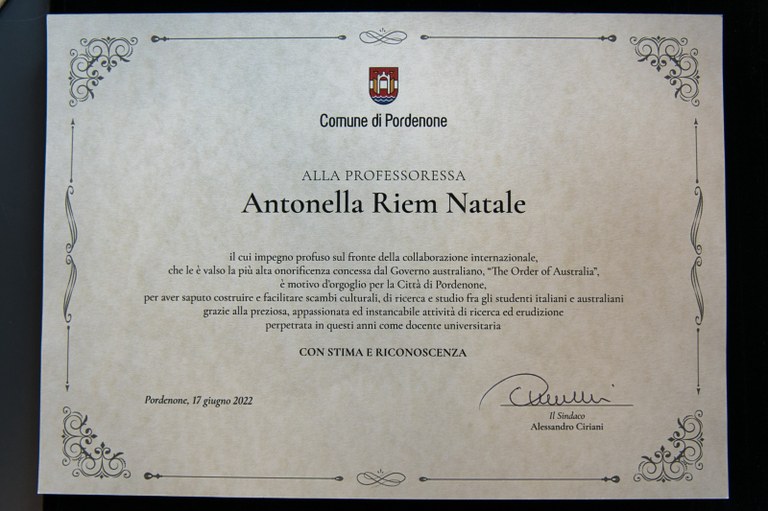 Comune di Pordenone
ALLA PROFESSORESSA
Antonella Riem Natale
il cui impegno profuso sul fronte della collaborazione internazionale,
che le è valso la più alta onorificenza concessa dal Governo australiano, “The Order of Australia”,
è motivo d'orgoglio per la Città di Pordenone,
per aver saputo costruire e facilitare scambi culturali, di ricerca e studio fra gli studenti italiani e australiani
grazie alla preziosa, appassionata ed instancabile attività di ricerca ed erudizione
perpetrata in questi anni come docente universitaria
CON STIMA E RICONOSCENZA
Pordenone, 17 giugno 2022
Il Sindaco
Alessandro Ciriani